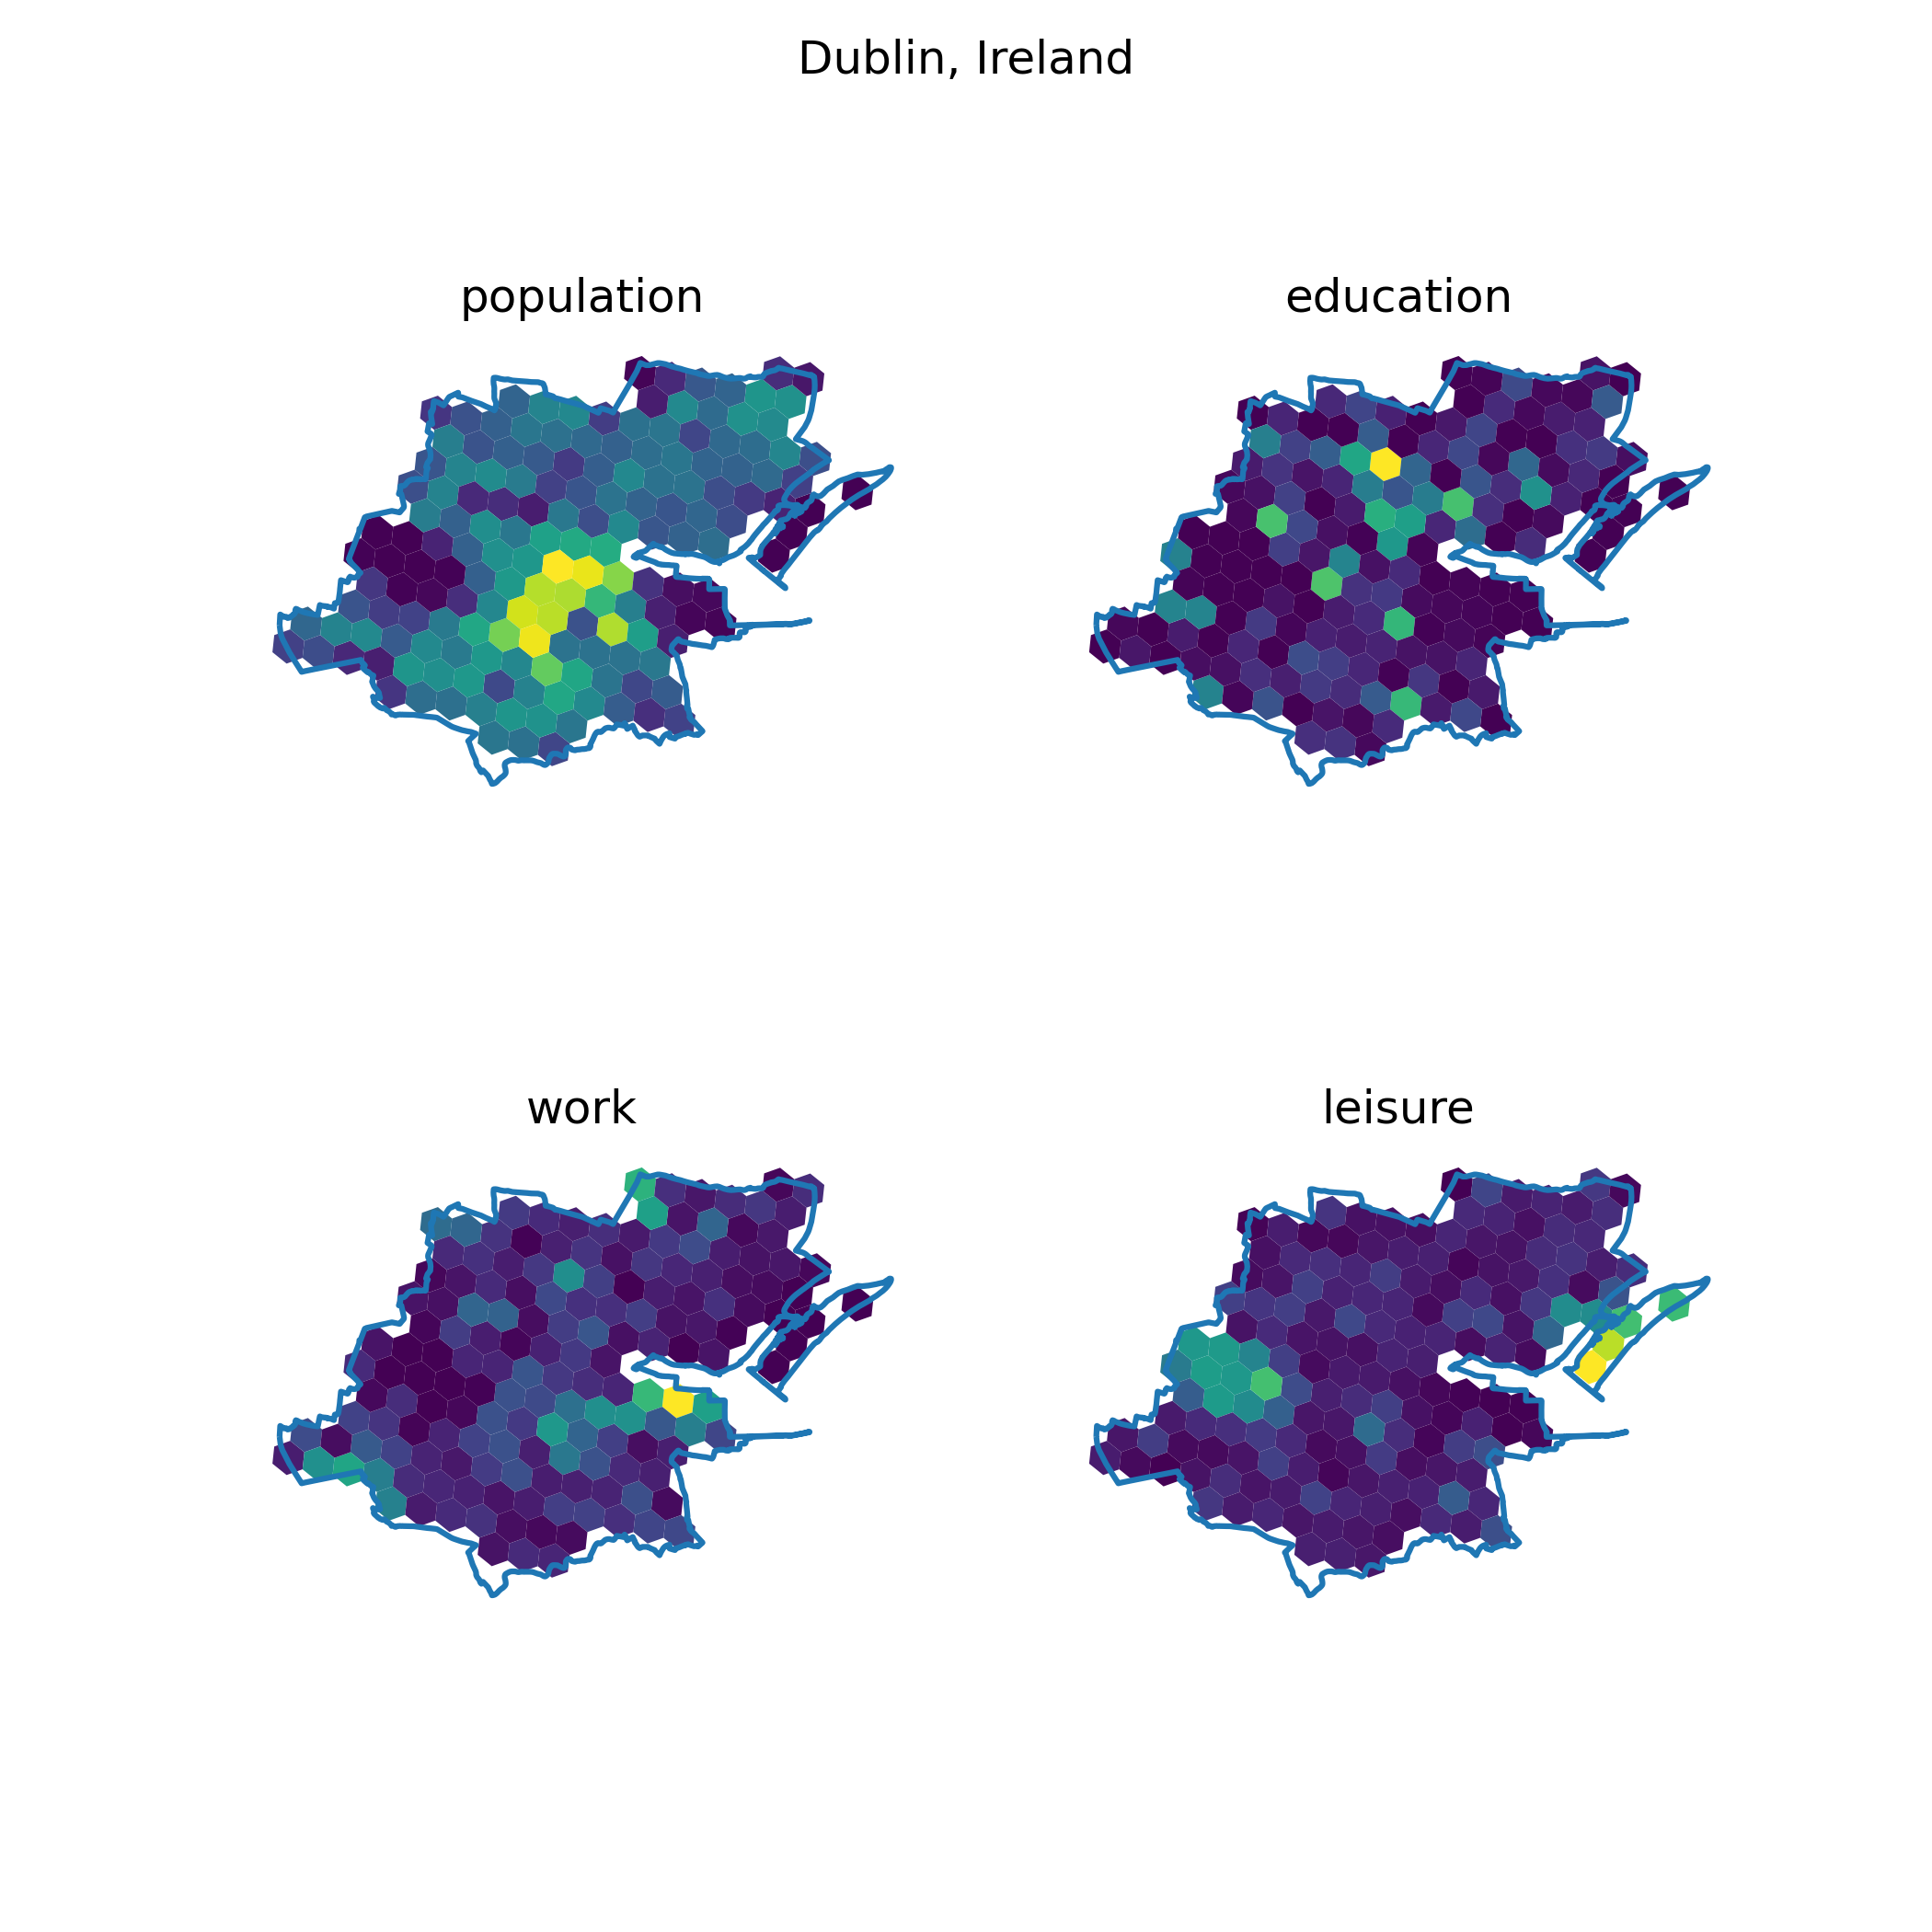 Dublin, Ireland
population
education
work
leisure